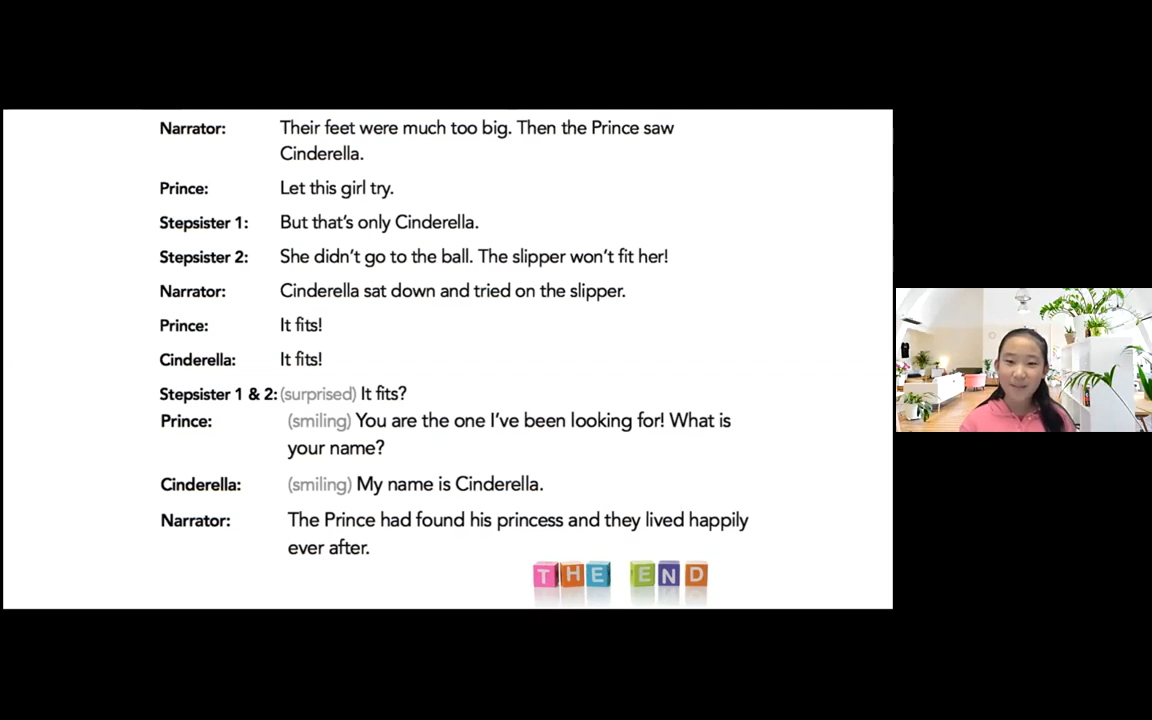 Narrator: Their feet were much too big. Then the Prince saw
Cinderella.
Prince: Let this girl try.
Stepsister 1: But that's only Cinderella.
Stepsister 2: She didn't go to the ball. The slipper won't fit her!
Narrator: Cinderella sat down and tried on the slipper.
Prince: It fits!
Cinderella: It fits!
Stepsister 1 & 2: (surprised) It fits?
Prince: (smiling) You are the one I've been looking for! What is
your name?
Cinderella: (smiling) My name is Cinderella.
Narrator: The Prince had found his princess and they lived happily
ever after.
THE END